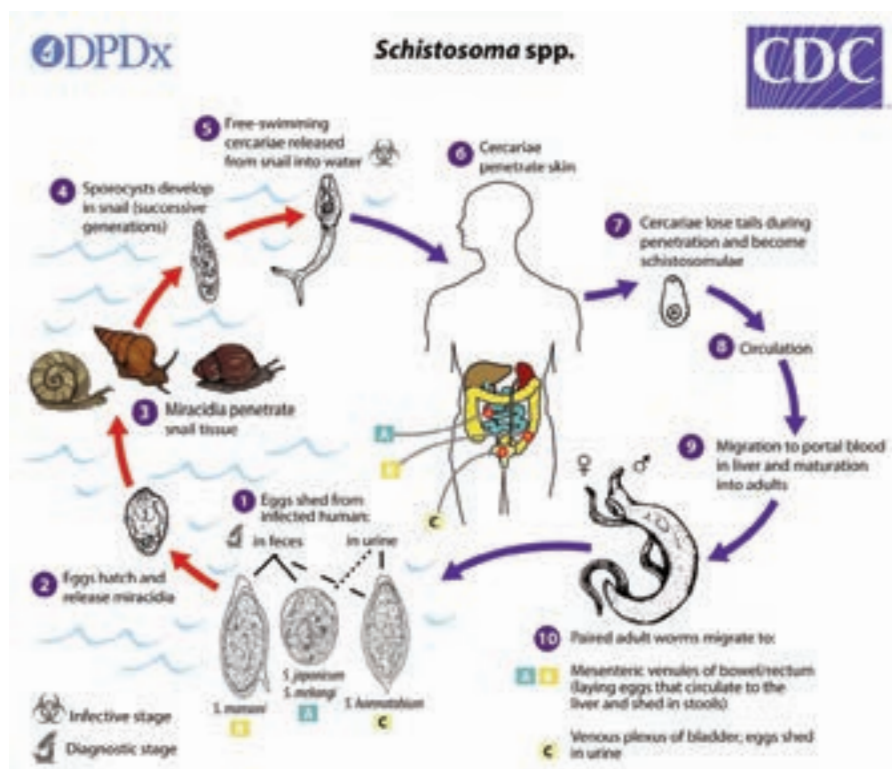 DPDx
Schistosoma spp.
CDC
5 Free-swimming
cercariae released
from snail into water
6 Cercariae
penetrate skin
4 Sporocysts develop
in snail (successive
generations)
7 Cercariae lose tails during
penetration and become
schistosomulae
8 Circulation
3 Miracidia penetrate
snail tissue
A
B
C
9 Migration to portal blood
in liver and maturation
into adults
♀ ♂
1 Eggs shed from
infected human:
in feces
in urine
2 Eggs hatch and
release miracidia
S. mansoni
B
S. japonicum
S. mekongi
A
S. haematobium
C
10 Paired adult worms migrate to:
A B Mesenteric venules of bowel/rectum
(laying eggs that circulate to the
liver and shed in stools)
C Venous plexus of bladder, eggs shed
in urine
Infective stage
Diagnostic stage